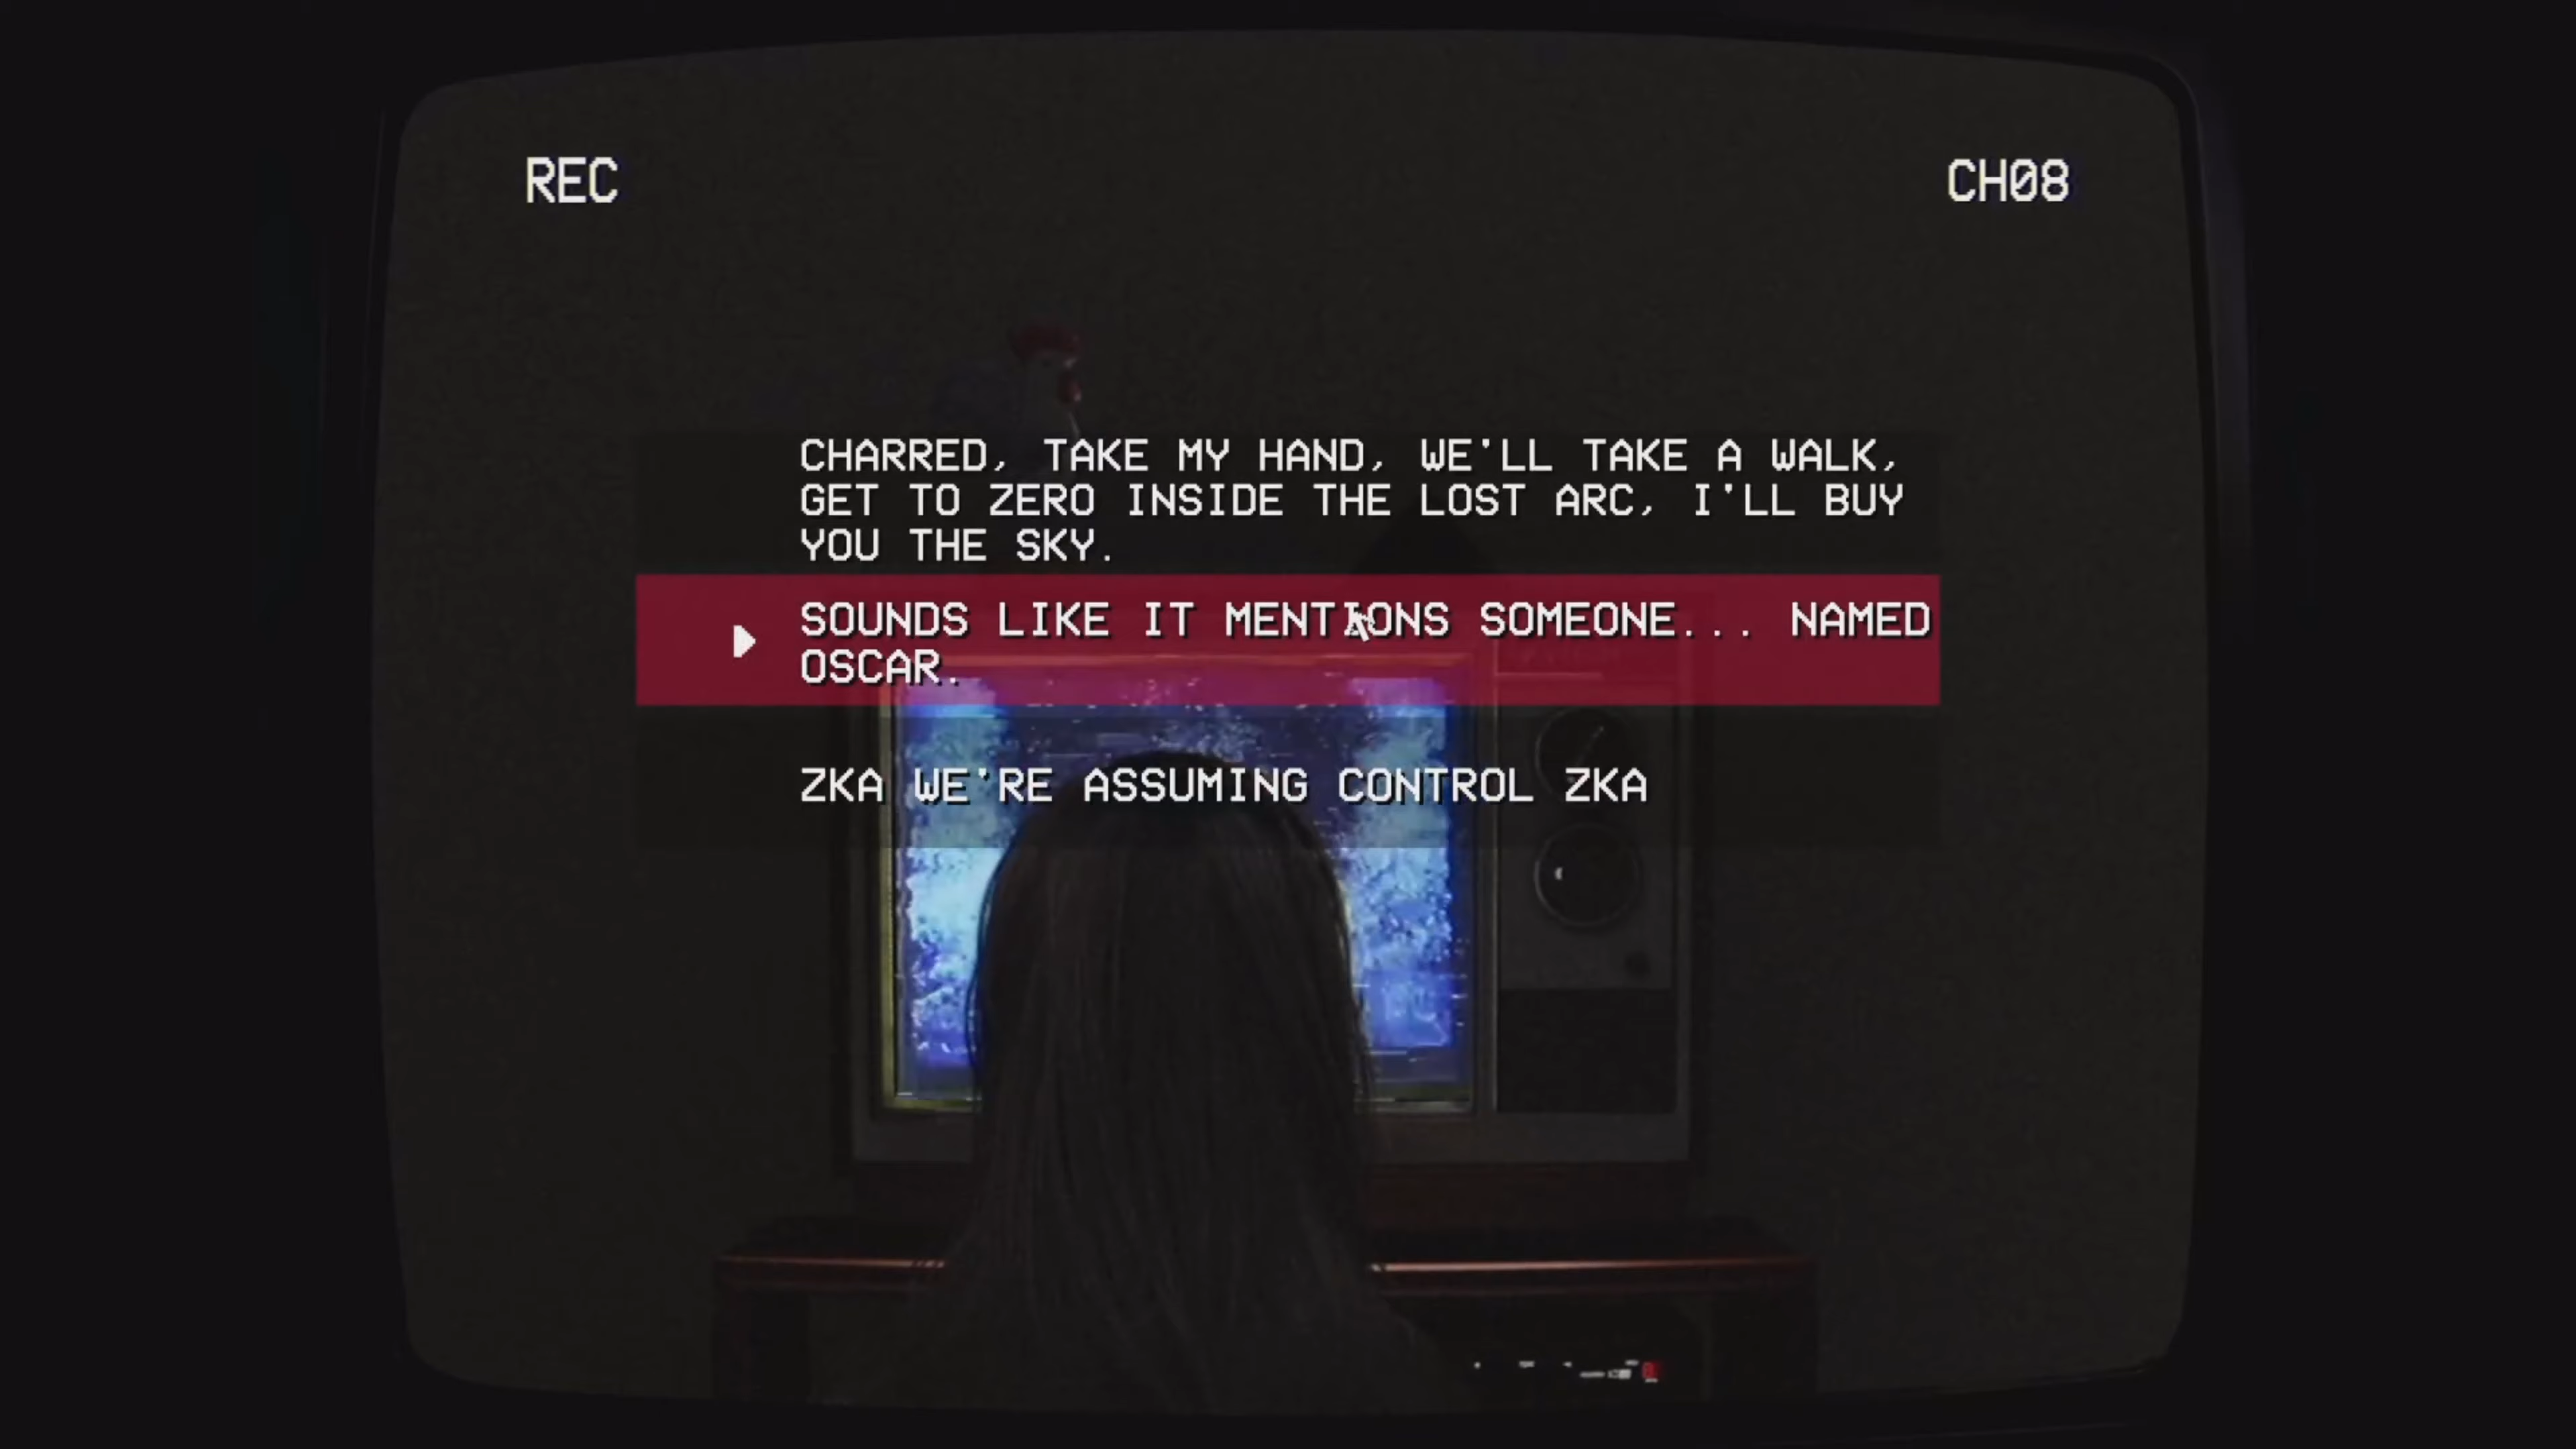 REC
CH08
CHARRED, TAKE MY HAND, WE'LL TAKE A WALK,
GET TO ZERO INSIDE THE LOST ARC, I'LL BUY
YOU THE SKY.
SOUNDS LIKE IT MENTIONS SOMEONE... NAMED
OSCAR.
ZKA WE'RE ASSUMING CONTROL ZKA